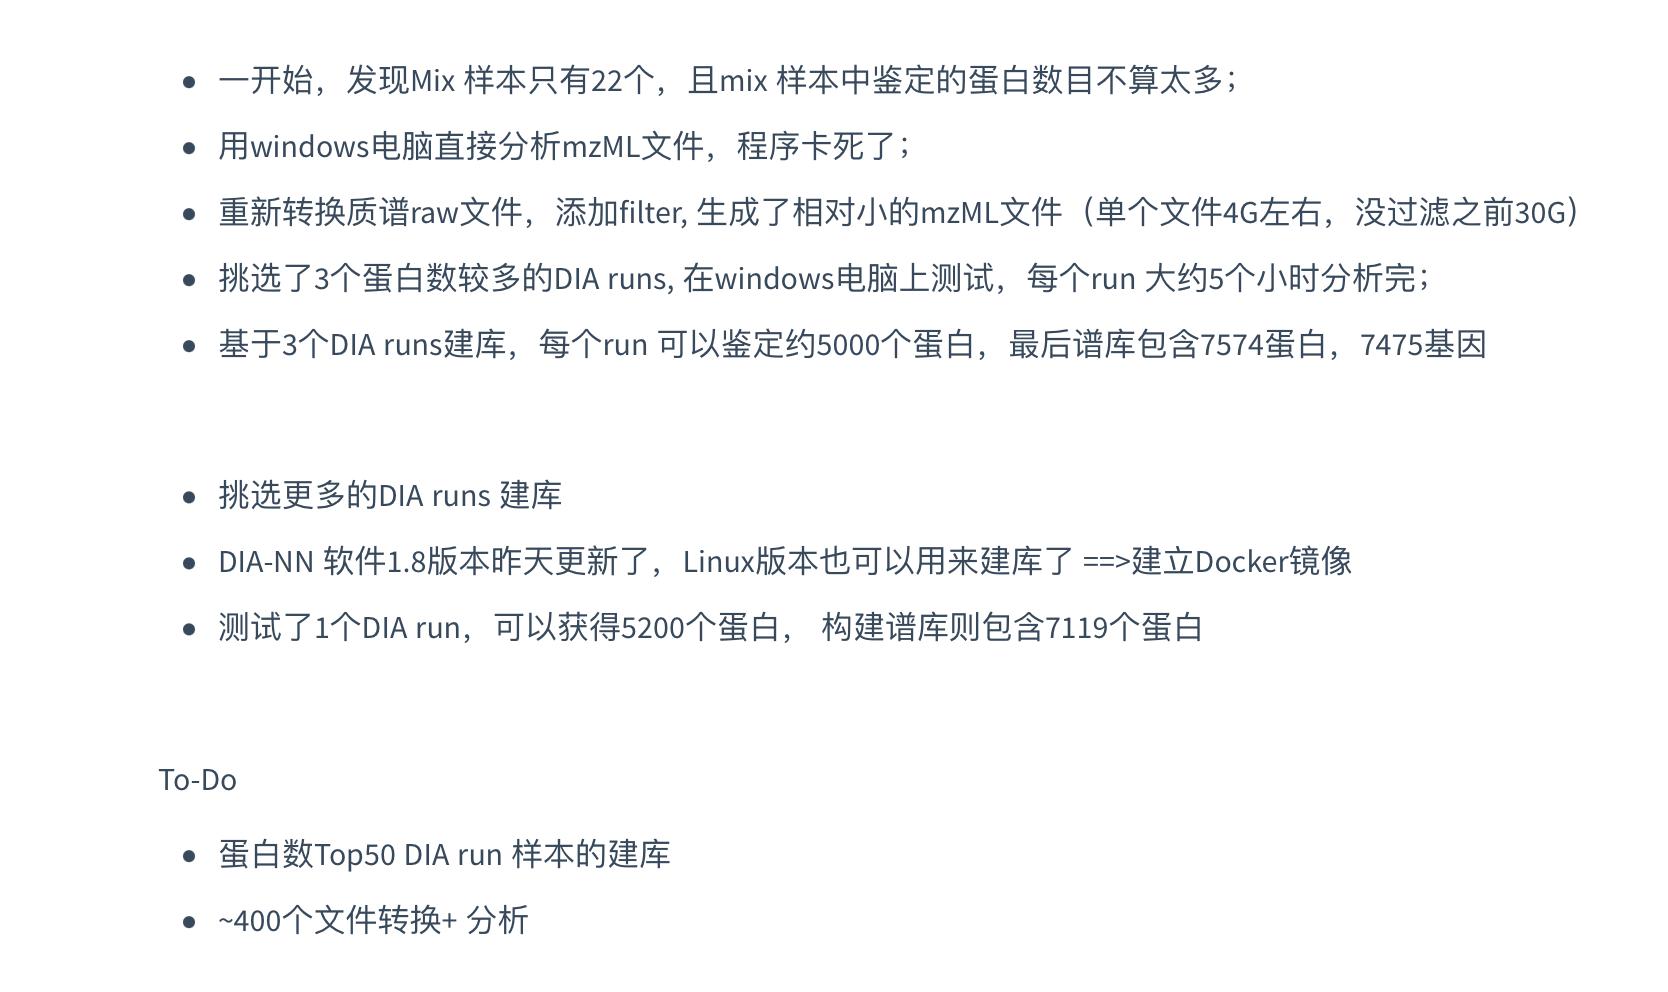 一开始，发现Mix 样本只有22个，且mix 样本中鉴定的蛋白数目不算太多；
用windows电脑直接分析mzML文件，程序卡死了；
重新转换质谱raw文件，添加filter, 生成了相对小的mzML文件（单个文件4G左右，没过滤之前30G）
挑选了3个蛋白数较多的DIA runs, 在windows电脑上测试，每个run 大约5个小时分析完；
基于3个DIA runs建库，每个run 可以鉴定约5000个蛋白，最后谱库包含7574蛋白，7475基因
挑选更多的DIA runs 建库
DIA-NN 软件1.8版本昨天更新了，Linux版本也可以用来建库了 ==>建立Docker镜像
测试了1个DIA run，可以获得5200个蛋白， 构建谱库则包含7119个蛋白
To-Do
蛋白数Top50 DIA run 样本的建库
~400个文件转换+ 分析